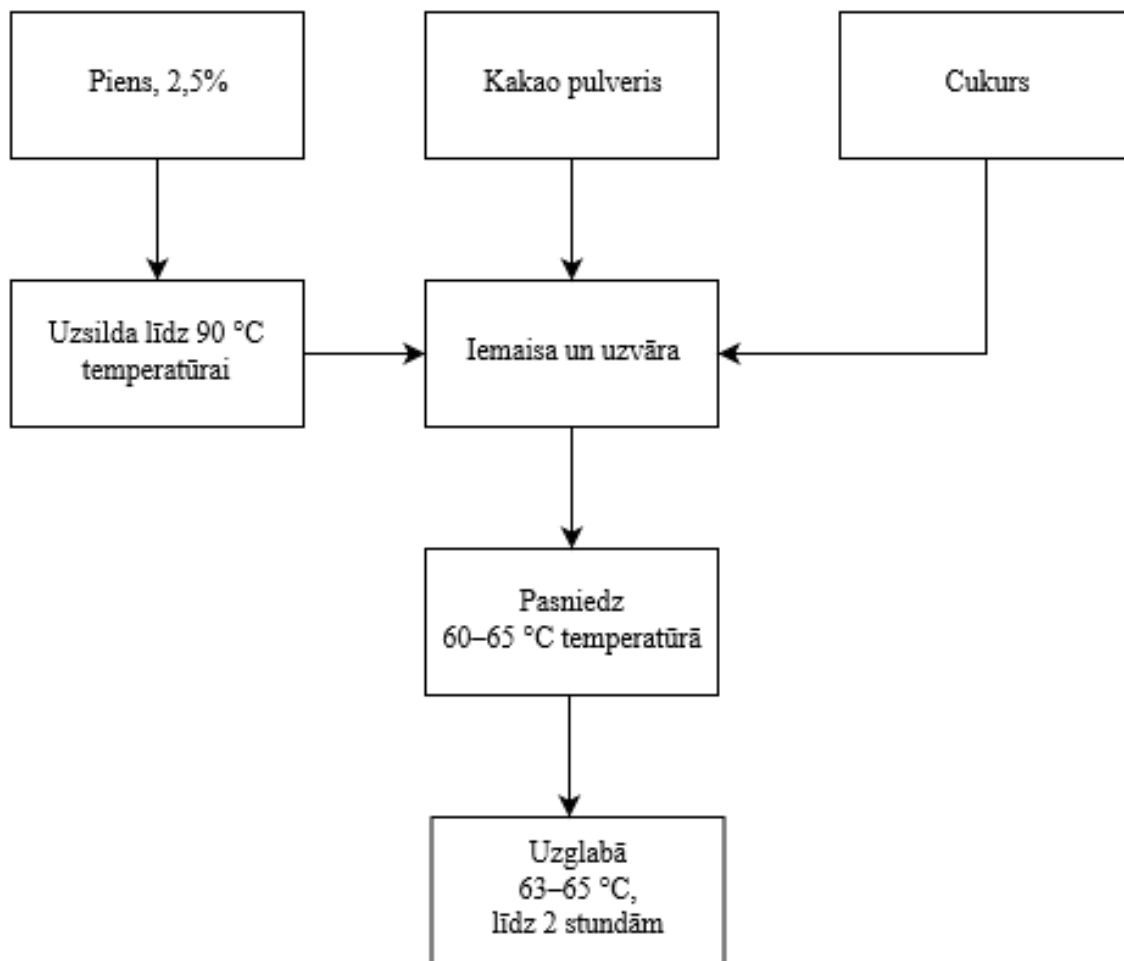 Piens, 2,5%
Kakao pulveris
Cukurs
Uzsilda līdz 90 °C
temperatūrai
Iemaisa un uzvāra
Pasniedz
60–65 °C temperatūrā
Uzglabā
63–65 °C,
līdz 2 stundām